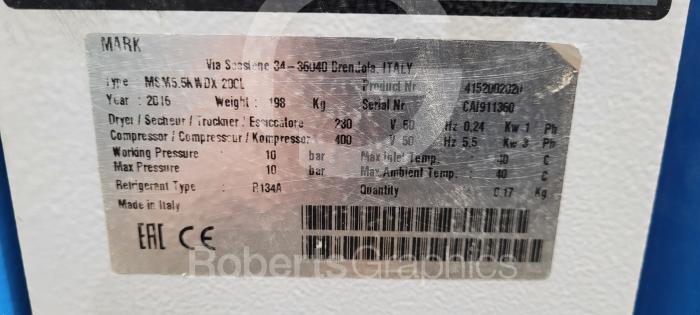 MARK
Via Soastene 34-36040 Brendola, ITALY
Type MSM5.5kWDX 200L Product Nr 4152002020
Year : 2016 Weight : 198 Kg Serial Nr CAI911360
Dryer / Secheur / Trockner / Essiccatore 230 V 50 Hz 0,24 Kw 1 Ph
Compressor / Compresseur / Kompressor 400 V 50 Hz 5,5 Kw 3 Ph
Working Pressure 10 bar Max Inlet Temp. : C
Max Pressure 10 bar Max Ambient Temp. : 40 C
Refrigerant Type : R134A Quantity 0.17 Kg
Made in Italy
EAC CE
RobertsGraphics